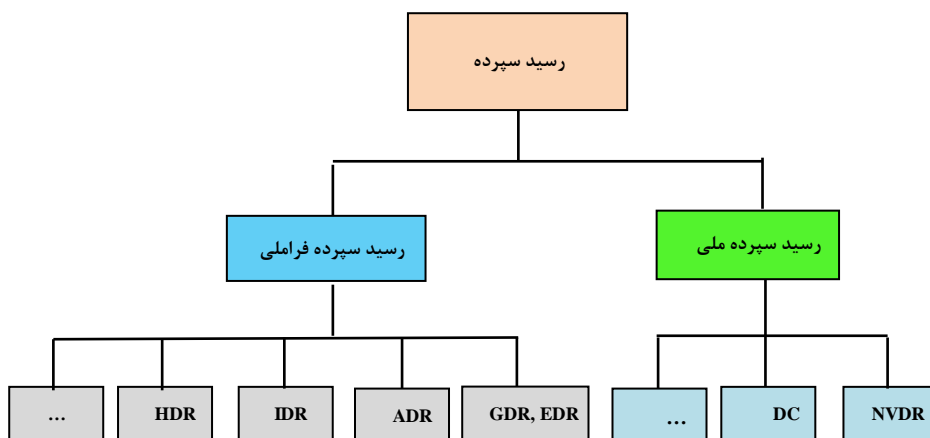 رسید سپرده
رسید سپرده ملی
رسید سپرده فراملی
NVDR
DC
...
GDR, EDR
ADR
IDR
HDR
...